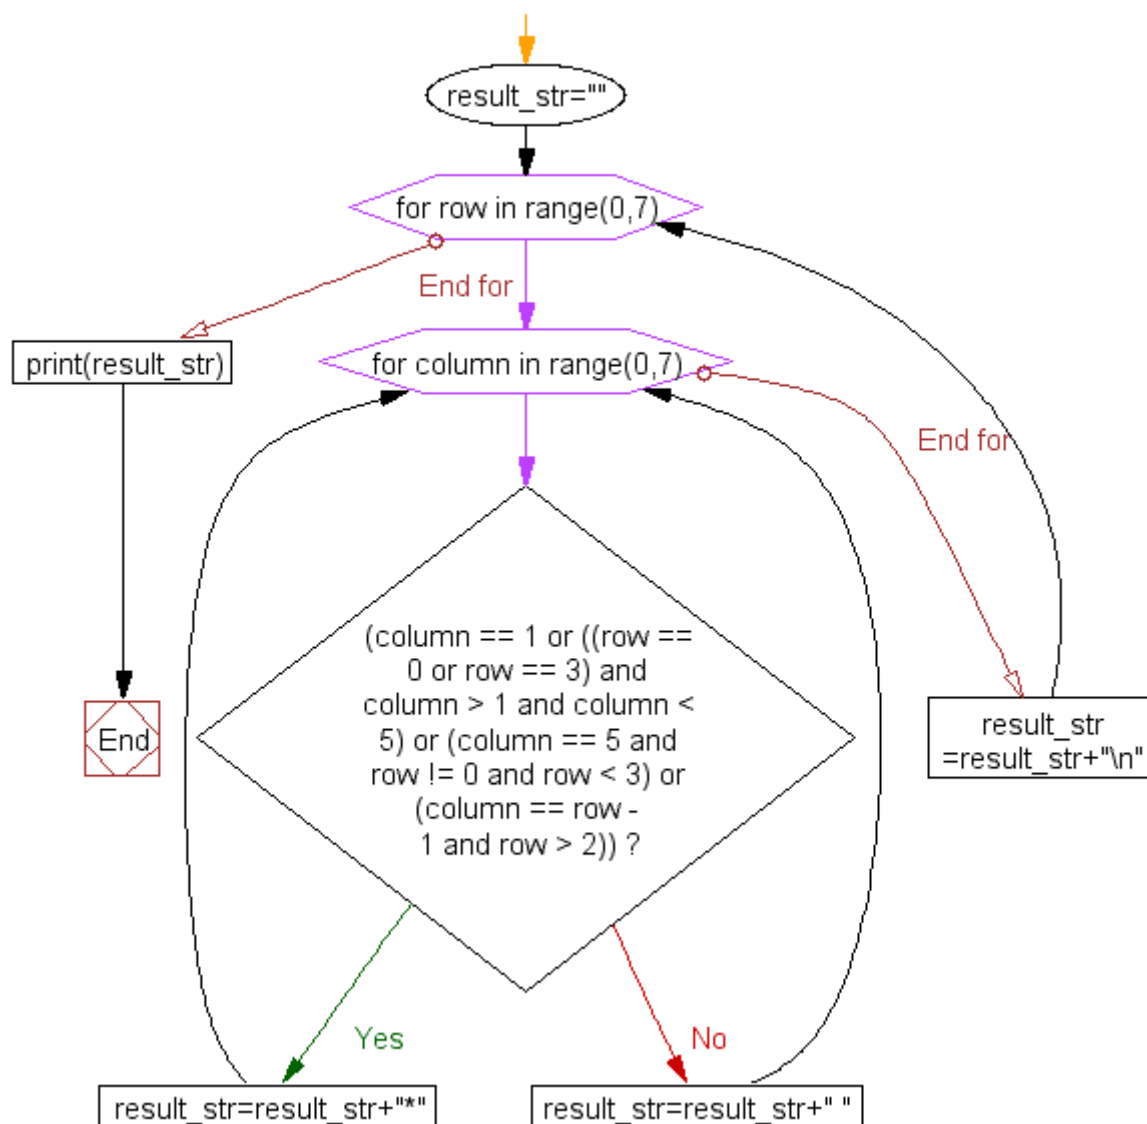 result_str=""
for row in range(0,7)
End for
print(result_str)
for column in range(0,7)
End for
(column == 1 or ((row ==
0 or row == 3) and
column > 1 and column <
5) or (column == 5 and
row != 0 and row < 3) or
(column == row -
1 and row > 2)) ?
End
result_str
=result_str+"\n"
Yes
No
result_str=result_str+"*"
result_str=result_str+" "